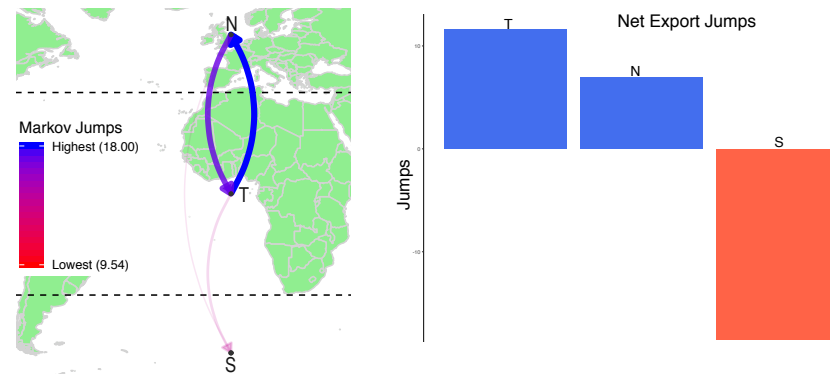 N
Markov Jumps
Highest (18.00)
Lowest (9.54)
T
S
Net Export Jumps
Jumps
10
0
-10
T
N
S